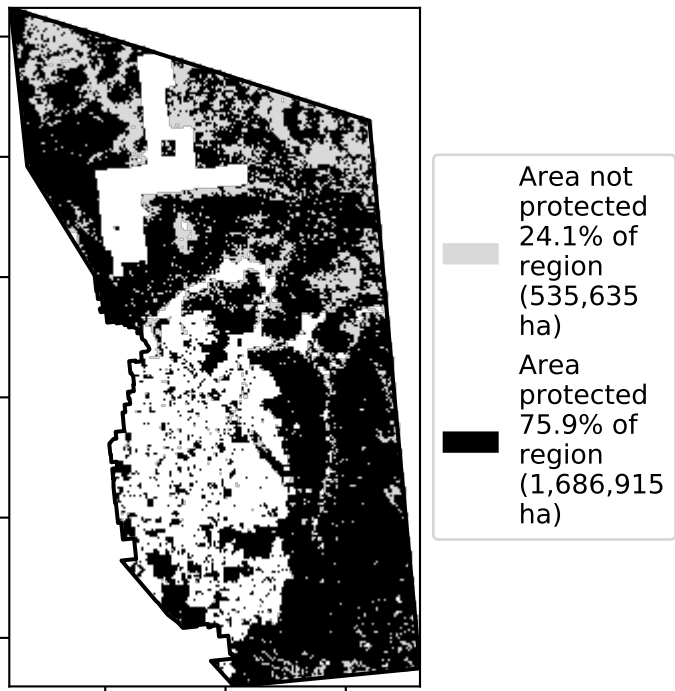 Area not
protected
24.1% of
region
(535,635
ha)
Area
protected
75.9% of
region
(1,686,915
ha)